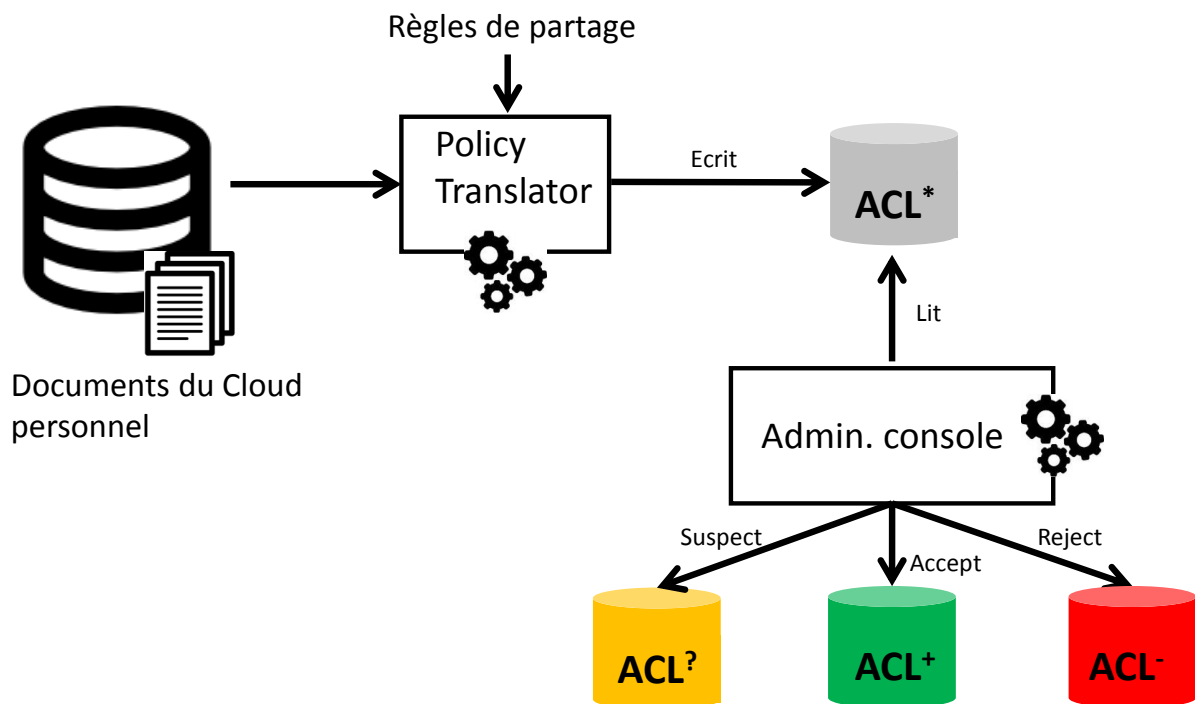 Règles de partage
Policy
Translator
Ecrit
ACL*
Lit
Documents du Cloud
personnel
Admin. console
Suspect
Accept
Reject
ACL?
ACL+
ACL-